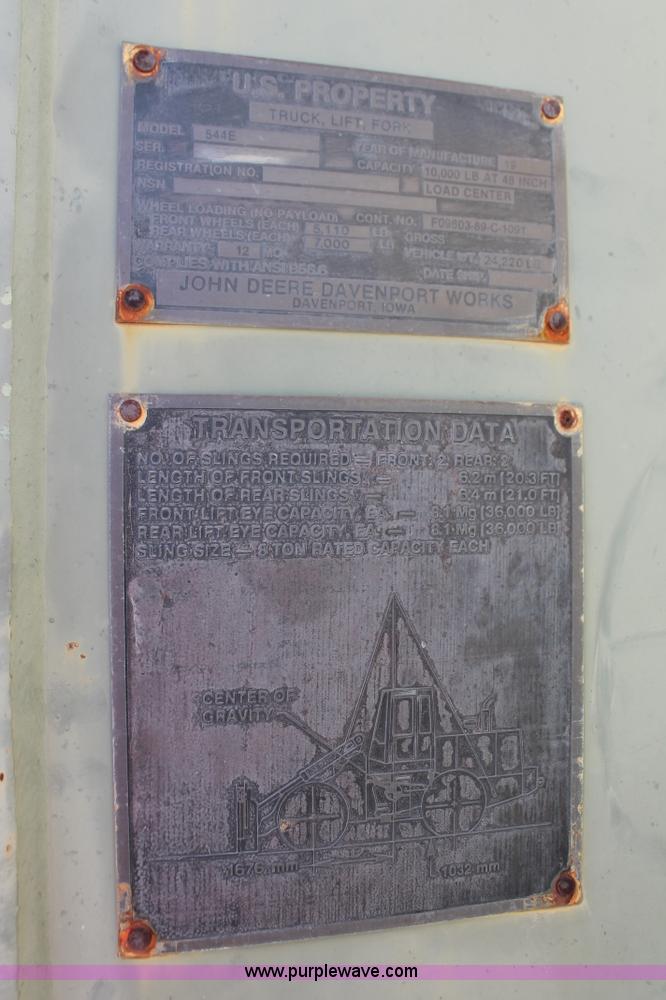 U.S. PROPERTY
TRUCK, LIFT, FORK
MODEL 544E
SER. YEAR OF MANUFACTURE 19
REGISTRATION NO. CAPACITY 10,000 LB AT 48 INCH
NSN LOAD CENTER
WHEEL LOADING (NO PAYLOAD) CONT. NO. F09603-89-C-1091
FRONT WHEELS (EACH) 5,110 LB GROSS
REAR WHEELS (EACH) 7,000 LB VEHICLE WT. 24,220 LB
WARRANTY 12 MO. DATE SHIP.
COMPLIES WITH ANSI B56.6
JOHN DEERE DAVENPORT WORKS
DAVENPORT, IOWA
TRANSPORTATION DATA
NO. OF SLINGS REQUIRED — FRONT: 2, REAR: 2
LENGTH OF FRONT SLINGS — 6.2 m (20.3 FT)
LENGTH OF REAR SLINGS — 6.4 m (21.0 FT)
FRONT LIFT EYE CAPACITY, EA. — 8.1 Mg (36,000 LB)
REAR LIFT EYE CAPACITY, EA. — 8.1 Mg (36,000 LB)
SLING SIZE — 8 TON RATED CAPACITY EACH
CENTER OF
GRAVITY
1676 mm 1032 mm
www.purplewave.com